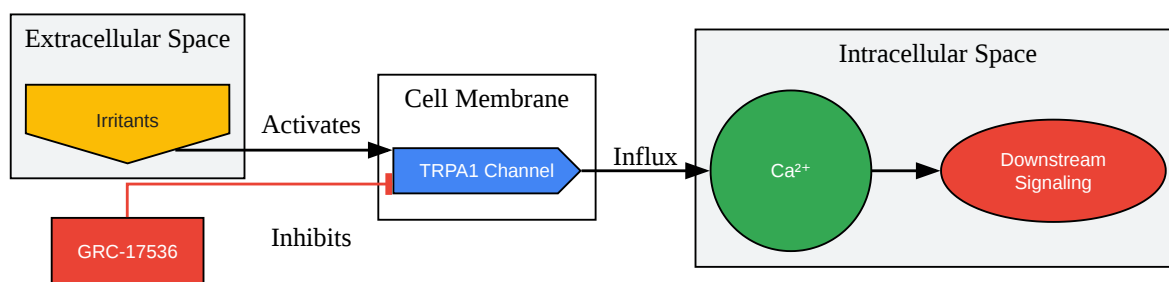 Extracellular Space
Irritants
Activates
Cell Membrane
TRPA1 Channel
Influx
Intracellular Space
Ca²⁺
Downstream
Signaling
GRC-17536
Inhibits